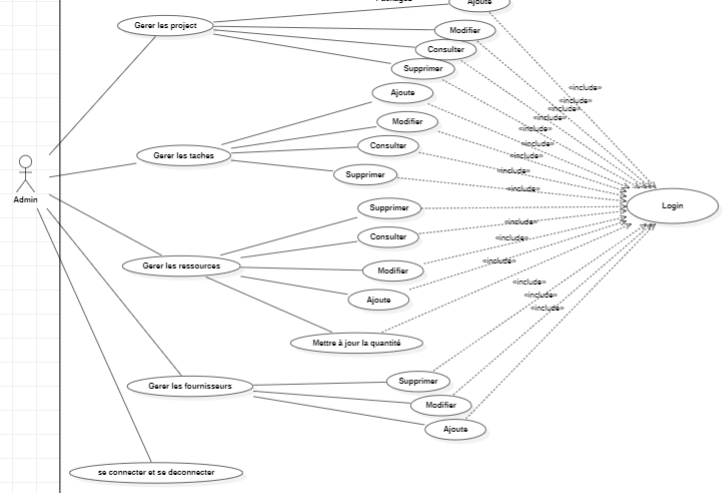 Ajoute
Gerer les project
Modifier
Consulter
Supprimer
Ajoute
«include»
«include»
«include»
«include»
Modifier
«include»
Consulter
«include»
Gerer les taches
«include»
Supprimer
«include»
«include»
Admin
Login
Supprimer
«include»
Consulter
«include»
Gerer les ressources
Modifier
«include»
Ajoute
«include»
«include»
«include»
Mettre à jour la quantité
Supprimer
Gerer les fournisseurs
Modifier
Ajoute
se connecter et se deconnecter